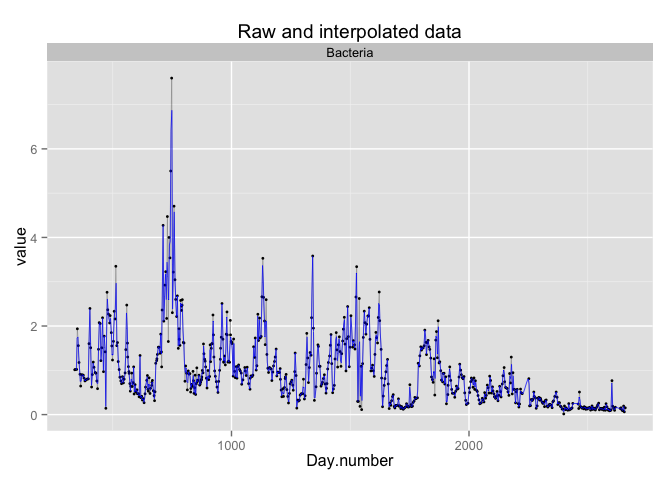 Raw and interpolated data
Bacteria
6
4
2
0
value
1000 2000
Day.number